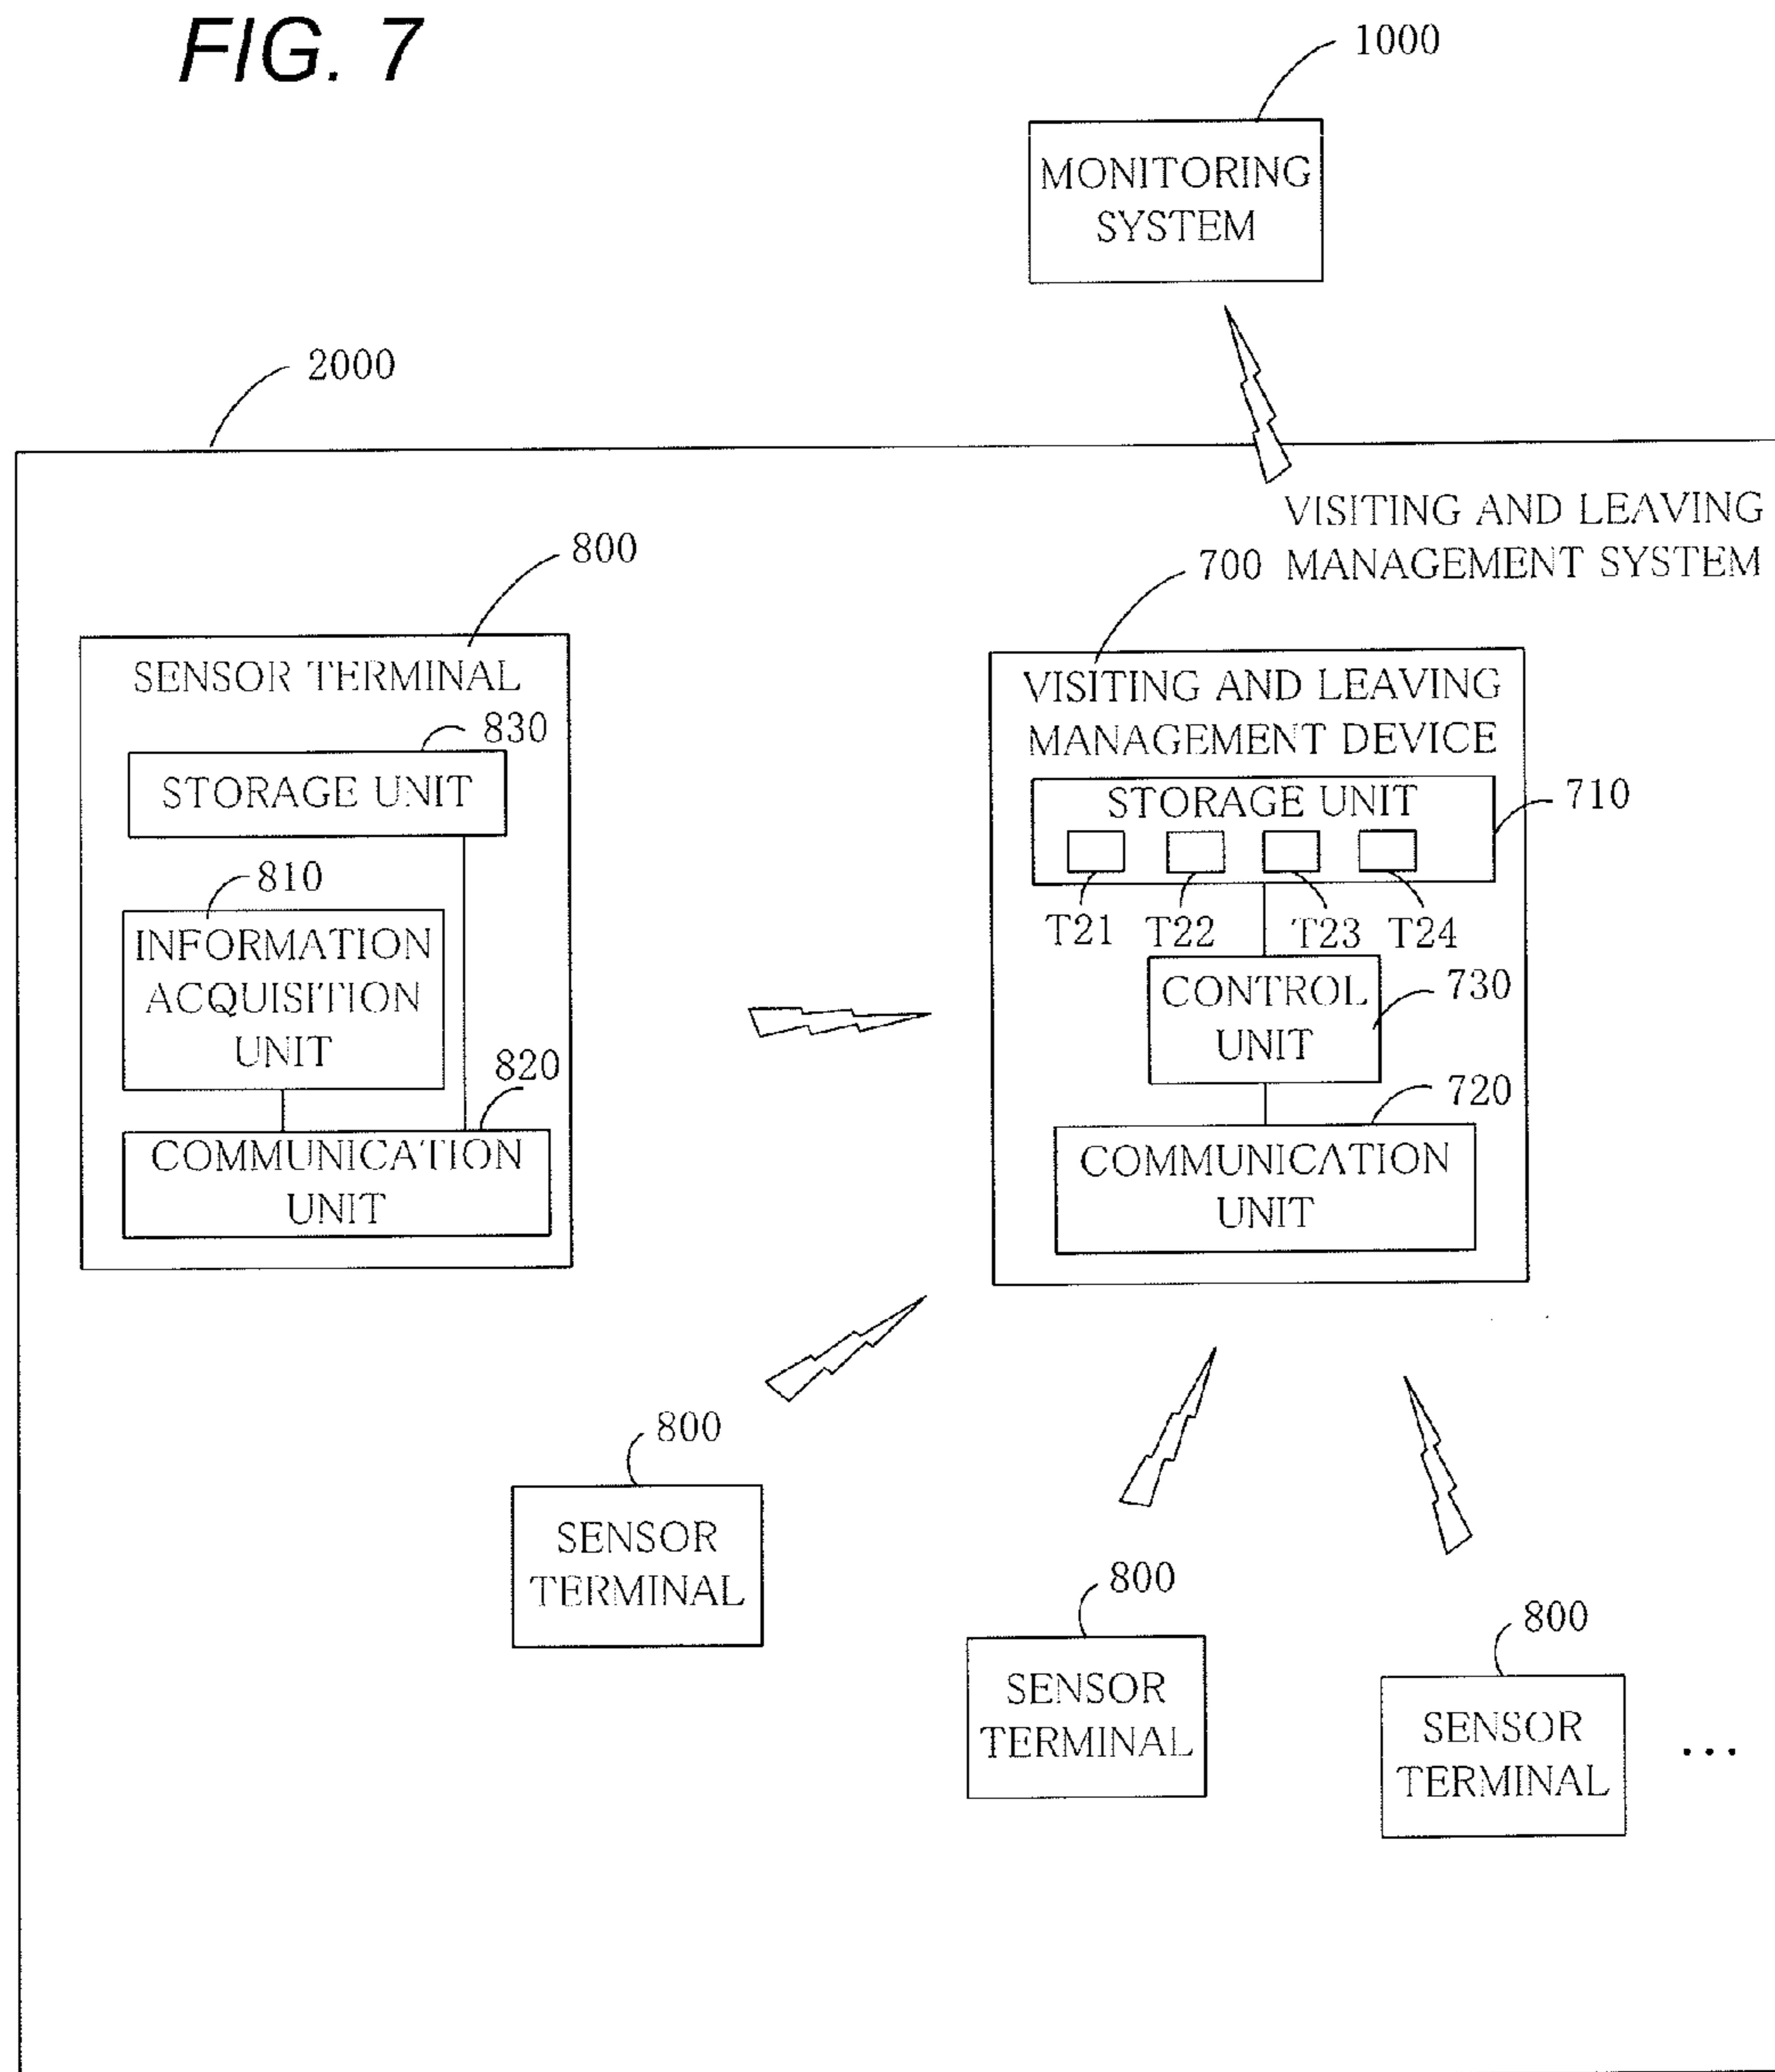 FIG. 7
1000
MONITORING
SYSTEM
2000
VISITING AND LEAVING
MANAGEMENT SYSTEM
800
700
SENSOR TERMINAL
830
STORAGE UNIT
810
INFORMATION
ACQUISITION
UNIT
820
COMMUNICATION
UNIT
VISITING AND LEAVING
MANAGEMENT DEVICE
STORAGE UNIT
710
T21 T22 T23 T24
CONTROL
UNIT
730
720
COMMUNICATION
UNIT
800
SENSOR
TERMINAL
800
SENSOR
TERMINAL
800
SENSOR
TERMINAL
...